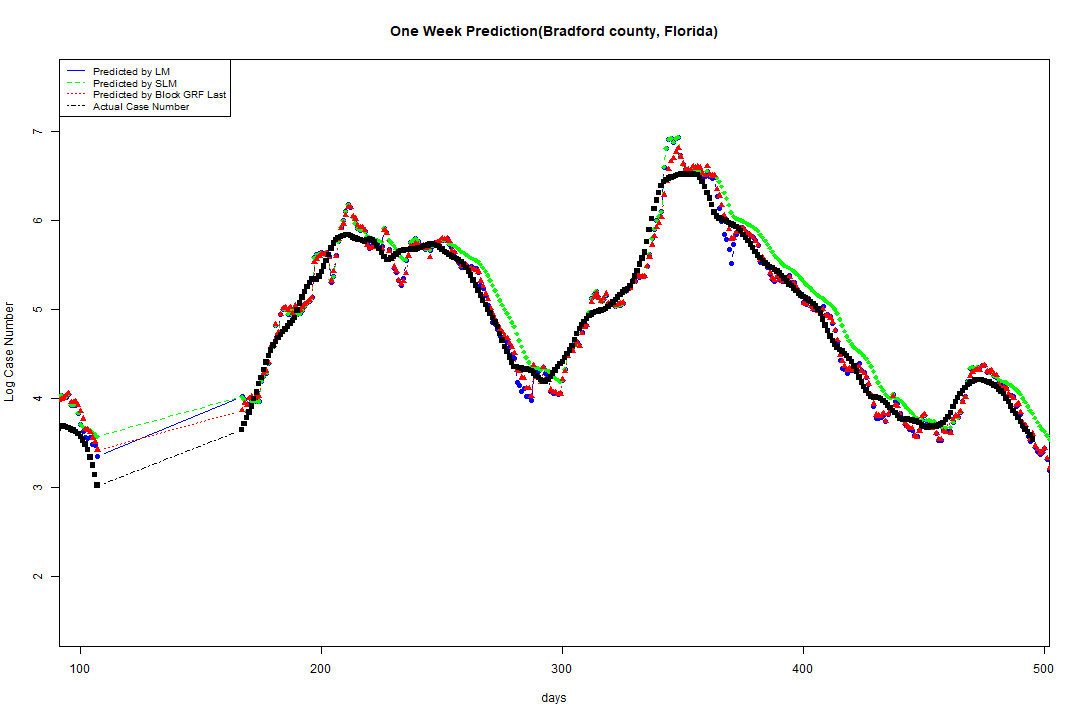 One Week Prediction(Bradford county, Florida)
Predicted by LM
Predicted by SLM
Predicted by Block GRF Last
Actual Case Number
7
6
5
4
3
2
Log Case Number
100 200 300 400 500
days